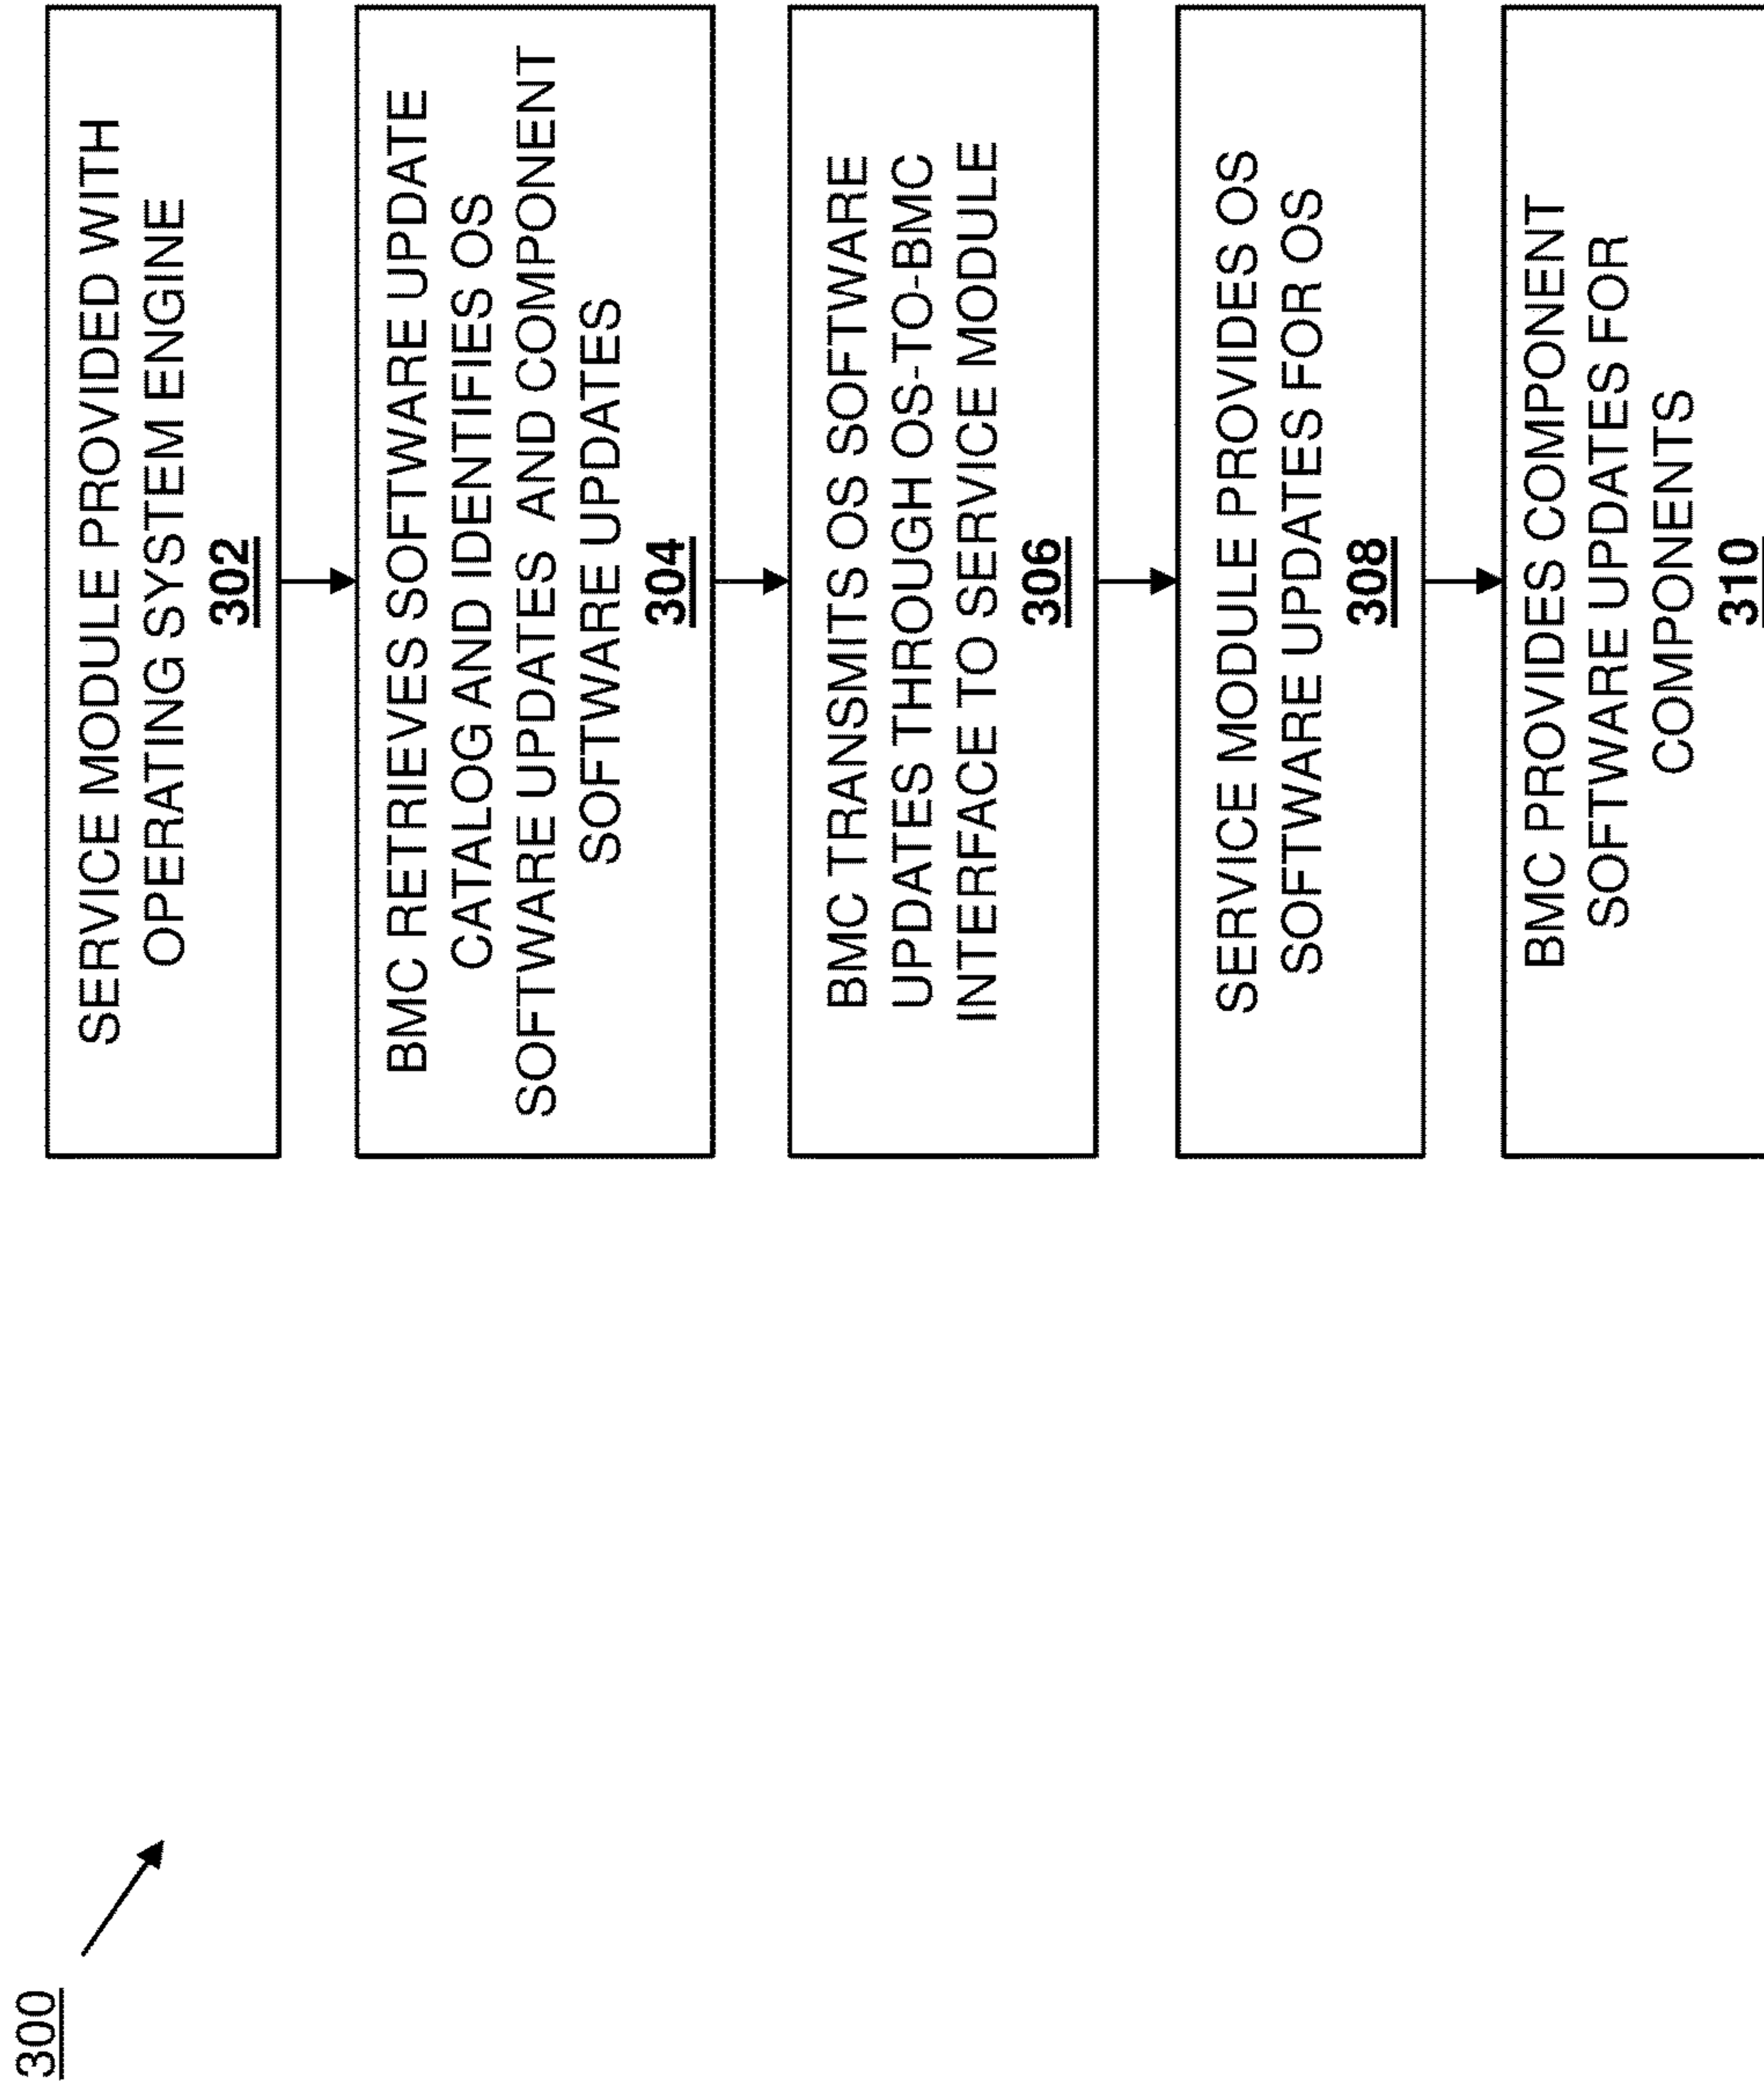 300
SERVICE MODULE PROVIDED WITH
OPERATING SYSTEM ENGINE
302
BMC RETRIEVES SOFTWARE UPDATE
CATALOG AND IDENTIFIES OS
SOFTWARE UPDATES AND COMPONENT
SOFTWARE UPDATES
304
BMC TRANSMITS OS SOFTWARE
UPDATES THROUGH OS-TO-BMC
INTERFACE TO SERVICE MODULE
306
SERVICE MODULE PROVIDES OS
SOFTWARE UPDATES FOR OS
308
BMC PROVIDES COMPONENT
SOFTWARE UPDATES FOR
COMPONENTS
310